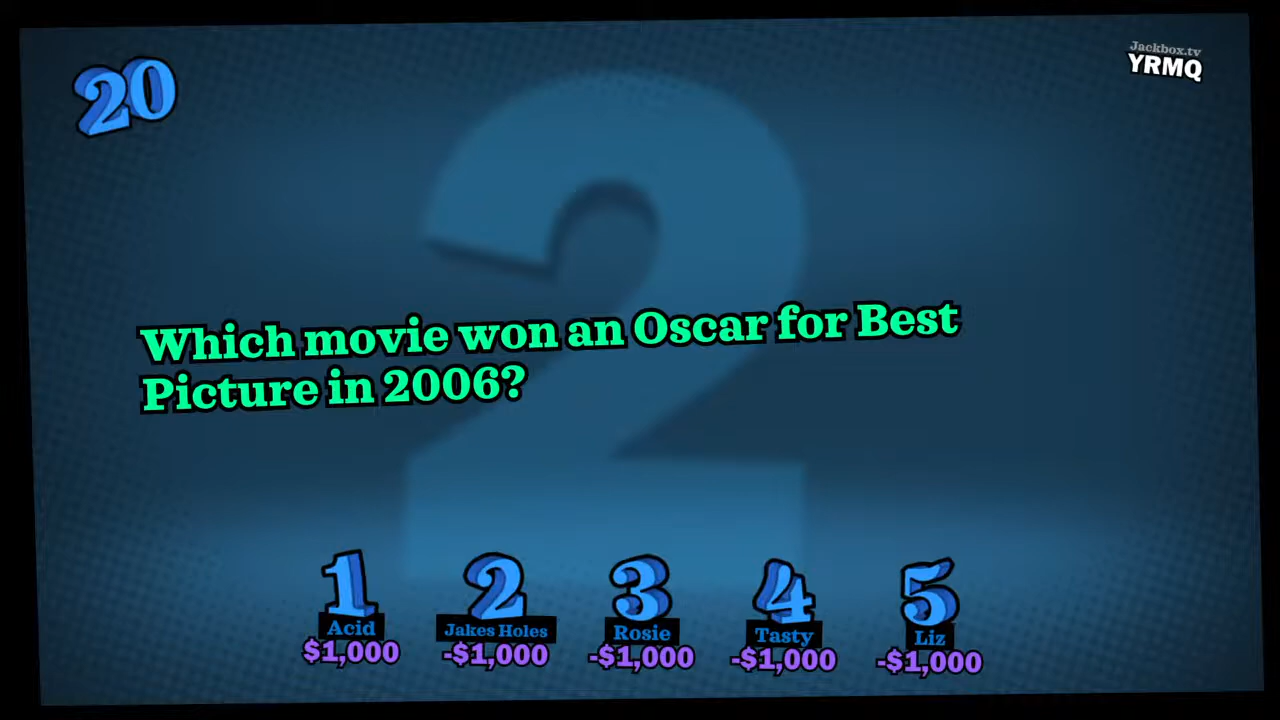 20
Jackbox.tv
YRMQ
2
Which movie won an Oscar for Best
Picture in 2006?
1 2 3 4 5
Acid Jakes Holes Rosie Tasty Liz
$1,000 -$1,000 -$1,000 -$1,000 -$1,000